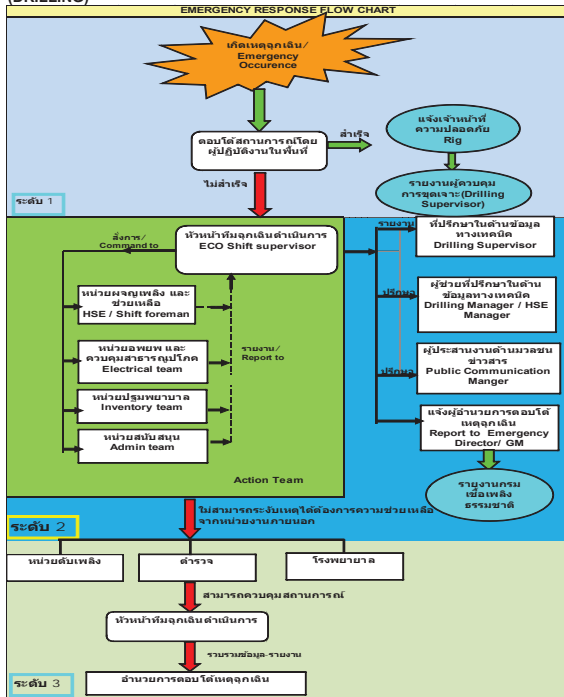 (DRILLING)
EMERGENCY RESPONSE FLOW CHART
เกิดเหตุฉุกเฉิน/
Emergency
Occurence
ตอบโต้สถานการณ์โดย
ผู้ปฏิบัติงานในพื้นที่
สำเร็จ
แจ้งเจ้าหน้าที่
ความปลอดภัย
Rig
รายงานผู้ควบคุม
การขุดเจาะ(Drilling
Supervisor)
ไม่สำเร็จ
ระดับ 1
สั่งการ/
Command to
หัวหน้าทีมฉุกเฉินดำเนินการ
ECO Shift supervisor
รายงาน
ที่ปรึกษาในด้านข้อมูล
ทางเทคนิค
Drilling Supervisor
หน่วยผจญเพลิง และ
ช่วยเหลือ
HSE / Shift foreman
ปรึกษา
ผู้ช่วยที่ปรึกษาในด้าน
ข้อมูลทางเทคนิค
Drilling Manager / HSE
Manager
หน่วยอพยพ และ
ควบคุมสาธารณูปโภค
Electrical team
รายงาน/
Report to
ปรึกษา
ผู้ประสานงานด้านมวลชน
ข่าวสาร
Public Communication
Manger
หน่วยปฐมพยาบาล
Inventory team
หน่วยสนับสนุน
Admin team
แจ้งผู้อำนวยการตอบโต้
เหตุฉุกเฉิน
Report to Emergency
Director/ GM
Action Team
รายงานกรม
เชื้อเพลิง
ธรรมชาติ
ไม่สามารถระงับเหตุได้ต้องการความช่วยเหลือ
จากหน่วยงานภายนอก
ระดับ 2
หน่วยดับเพลิง
ตำรวจ
โรงพยาบาล
สามารถควบคุมสถานการณ์
หัวหน้าทีมฉุกเฉินดำเนินการ
รวบรวมข้อมูล-รายงาน
ระดับ 3
อำนวยการตอบโต้เหตุฉุกเฉิน